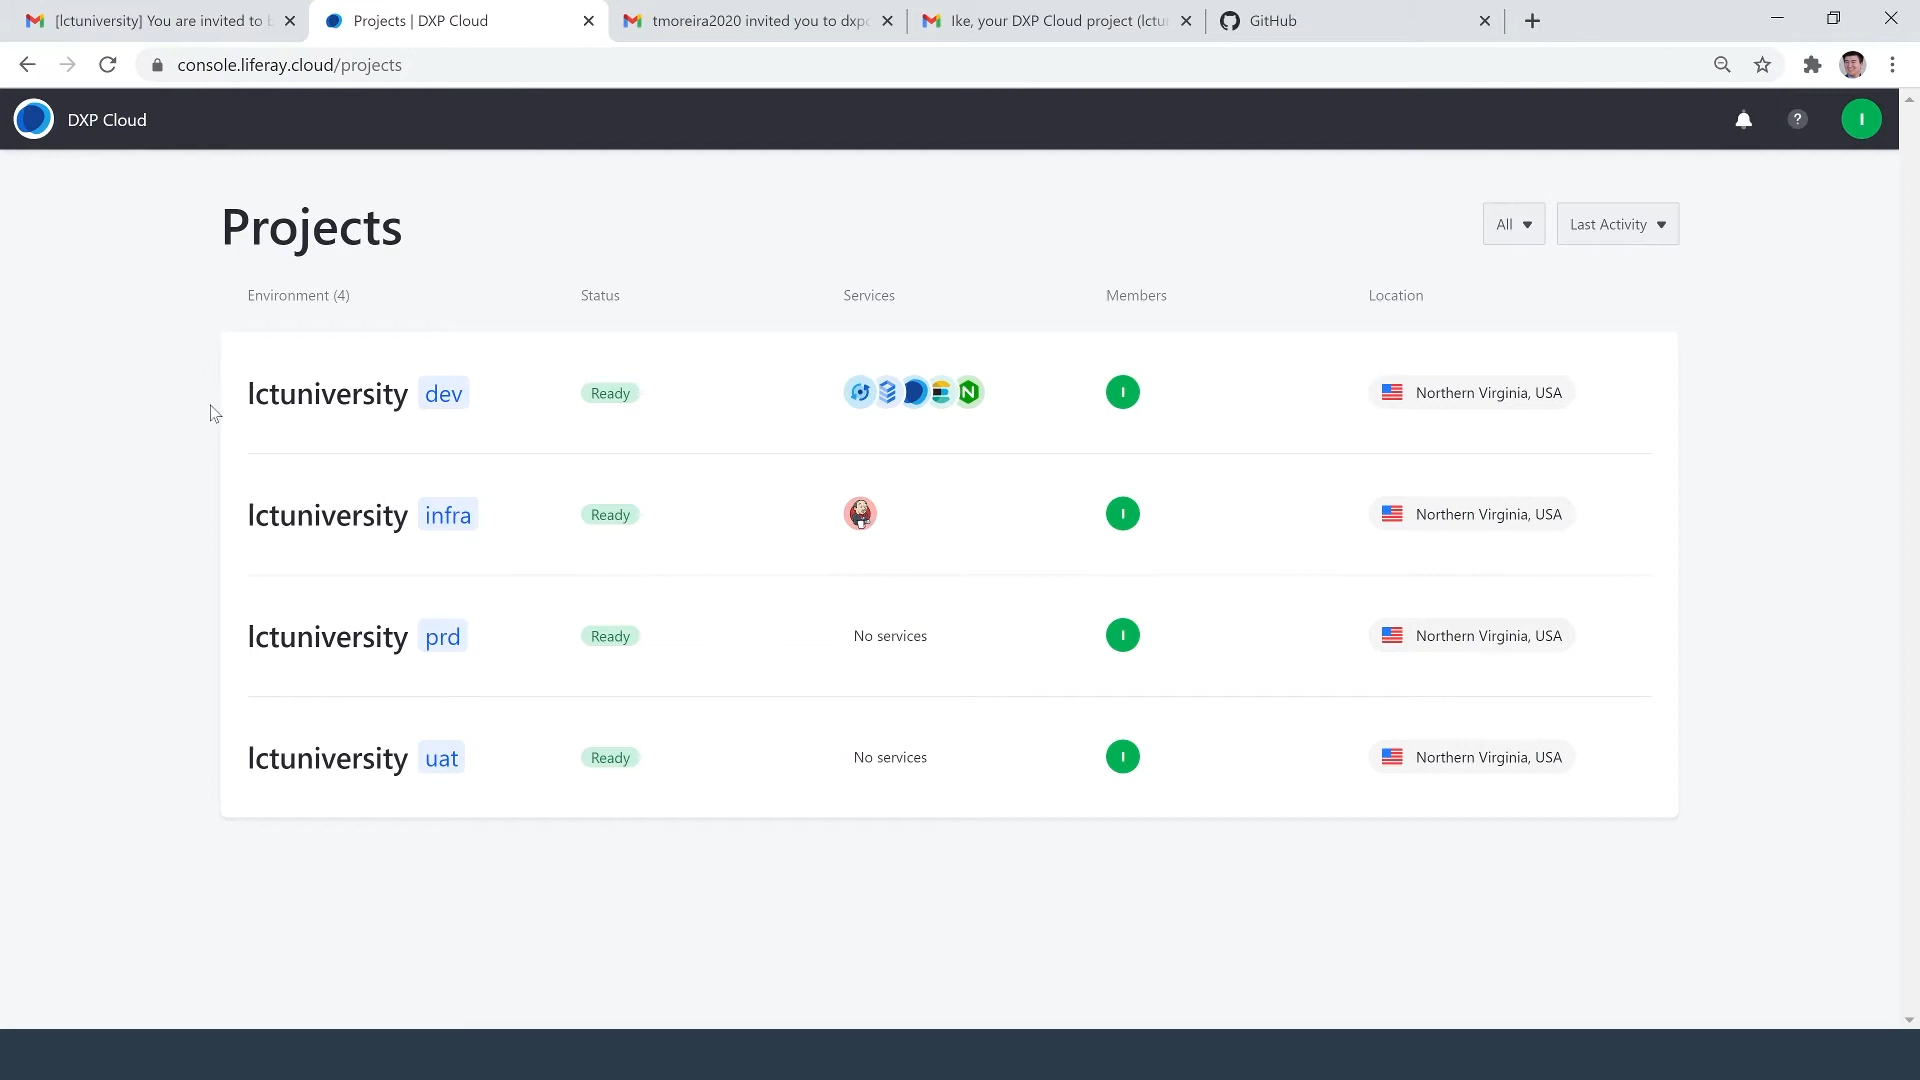 [lctuniversity] You are invited to b
Projects | DXP Cloud
tmoreira2020 invited you to dxpc
Ike, your DXP Cloud project (lctu
GitHub
console.liferay.cloud/projects
DXP Cloud
?
I
Projects
All
Last Activity
Environment (4)
Status
Services
Members
Location
lctuniversity dev
Ready
I
Northern Virginia, USA
lctuniversity infra
Ready
I
Northern Virginia, USA
lctuniversity prd
Ready
No services
I
Northern Virginia, USA
lctuniversity uat
Ready
No services
I
Northern Virginia, USA